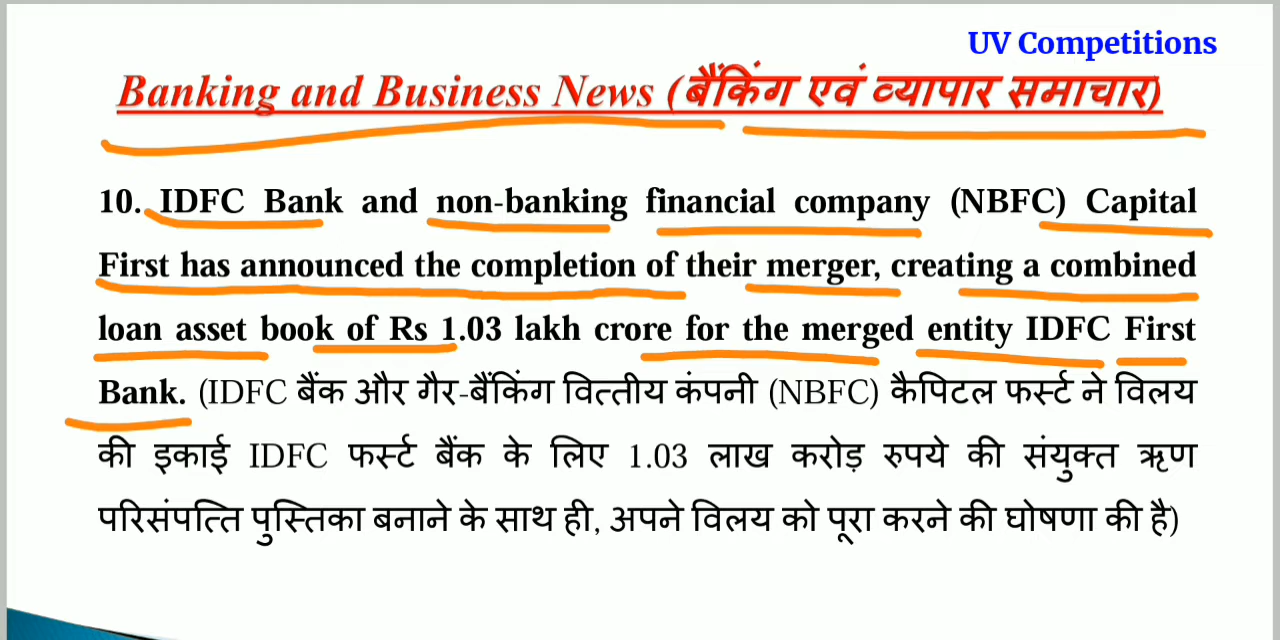 UV Competitions
Banking and Business News (बैंकिंग एवं व्यापार समाचार)
10. IDFC Bank and non-banking financial company (NBFC) Capital
First has announced the completion of their merger, creating a combined
loan asset book of Rs 1.03 lakh crore for the merged entity IDFC First
Bank. (IDFC बैंक और गैर-बैंकिंग वित्तीय कंपनी (NBFC) कैपिटल फर्स्ट ने विलय
की इकाई IDFC फर्स्ट बैंक के लिए 1.03 लाख करोड़ रुपये की संयुक्त ऋण
परिसंपत्ति पुस्तिका बनाने के साथ ही, अपने विलय को पूरा करने की घोषणा की है)